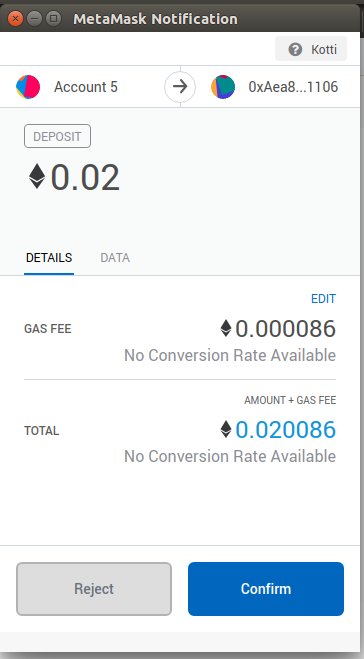 MetaMask Notification
Kotti
Account 5
0xAea8...1106
DEPOSIT
0.02
DETAILS DATA
EDIT
GAS FEE 0.000086
No Conversion Rate Available
AMOUNT + GAS FEE
TOTAL 0.020086
No Conversion Rate Available
Reject Confirm